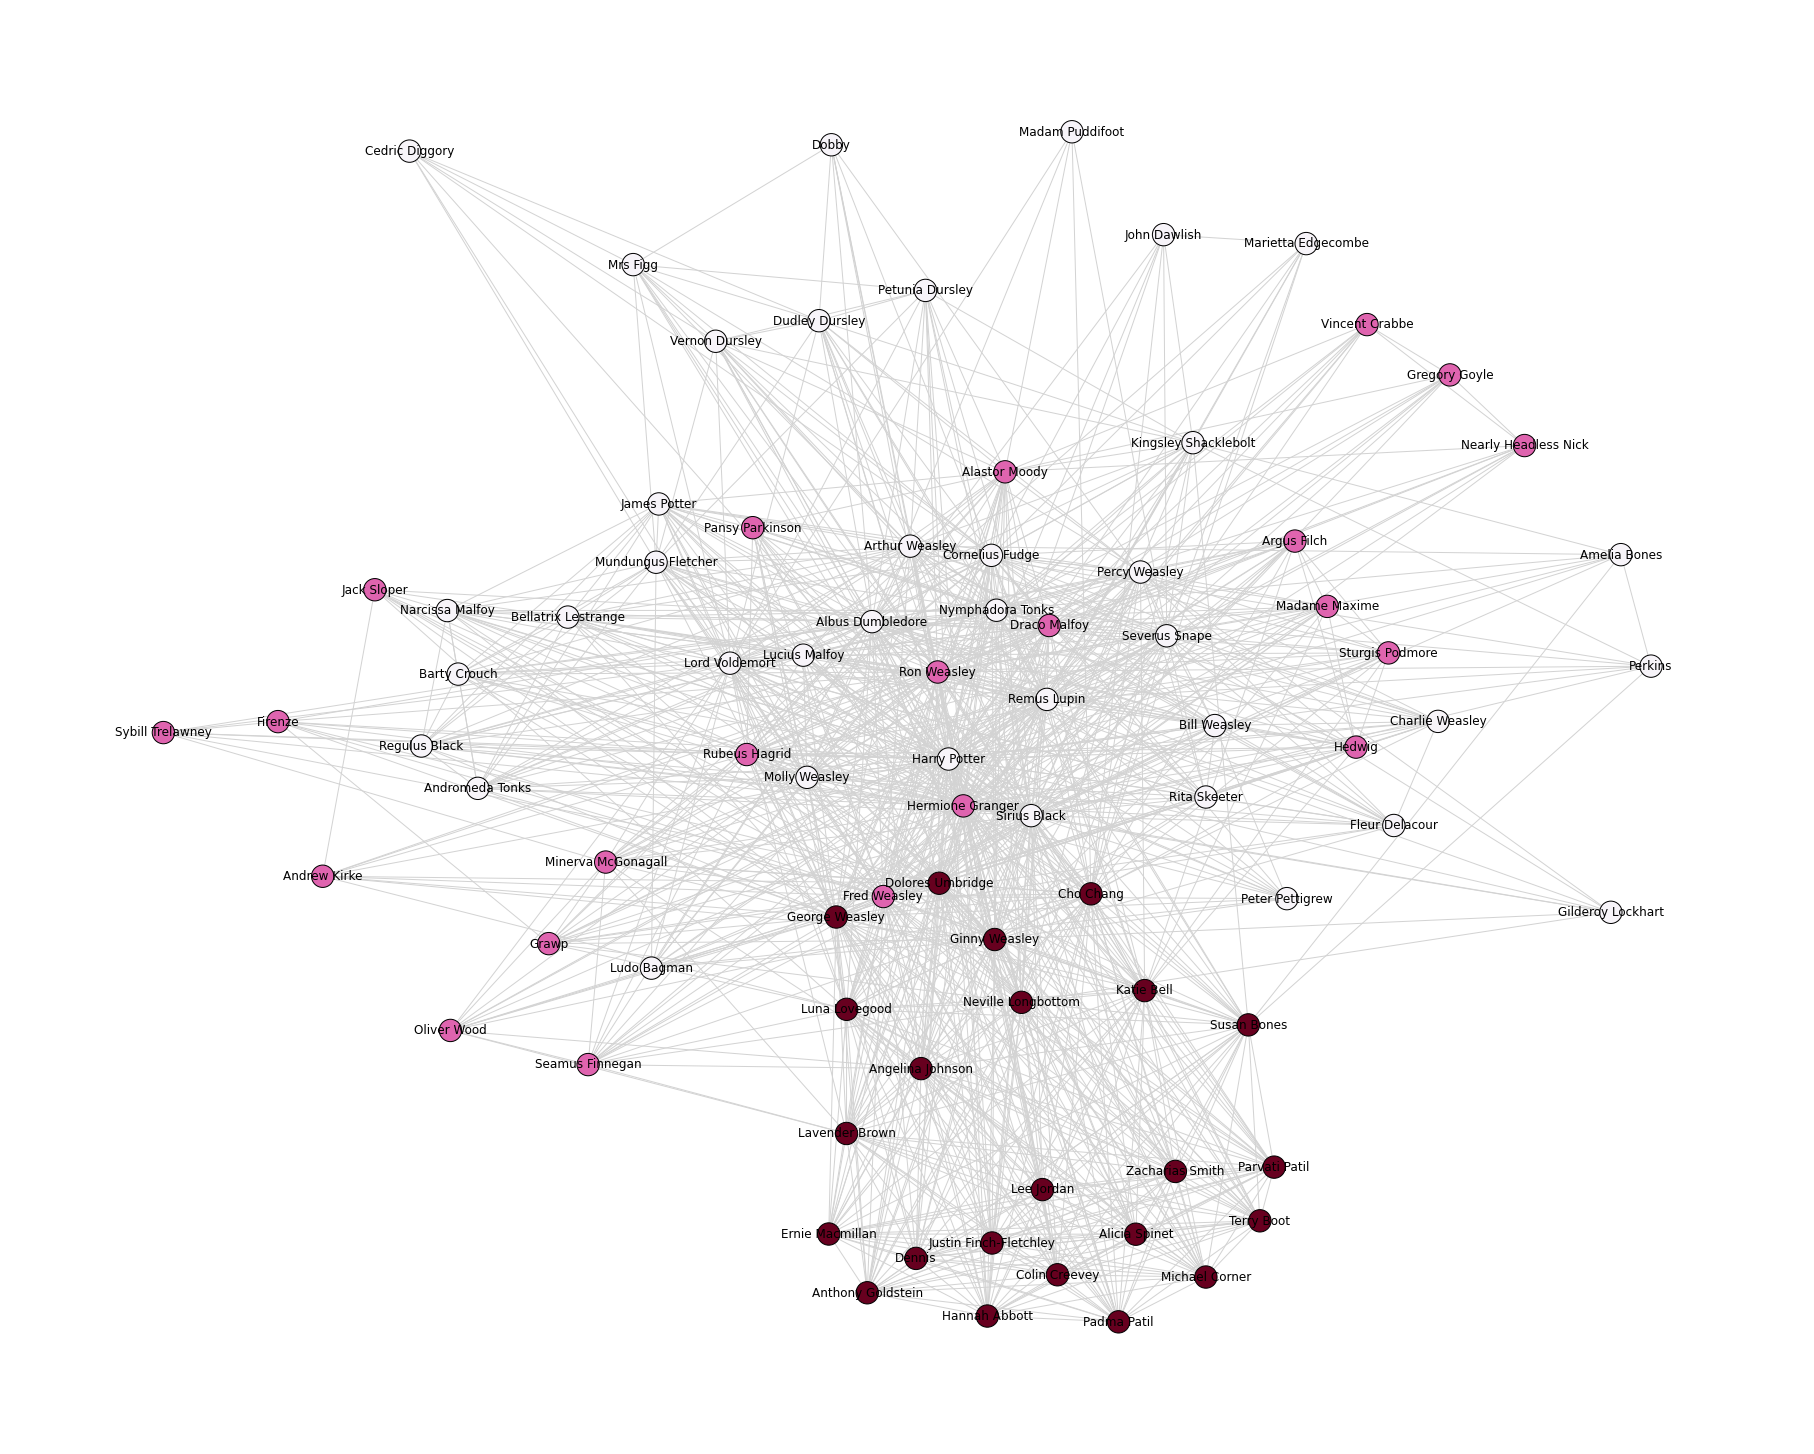 Madam Puddifoot
Dobby
Cedric Diggory
John Dawlish
Marietta Edgecombe
Mrs Figg
Petunia Dursley
Dudley Dursley
Vincent Crabbe
Vernon Dursley
Gregory Goyle
Kingsley Shacklebolt
Nearly Headless Nick
Alastor Moody
James Potter
Pansy Parkinson
Argus Filch
Arthur Weasley
Cornelius Fudge
Amelia Bones
Mundungus Fletcher
Percy Weasley
Jack Sloper
Madame Maxime
Narcissa Malfoy
Nymphadora Tonks
Bellatrix Lestrange
Albus Dumbledore
Draco Malfoy
Severus Snape
Sturgis Podmore
Lucius Malfoy
Lord Voldemort
Perkins
Ron Weasley
Barty Crouch
Remus Lupin
Charlie Weasley
Firenze
Bill Weasley
Sybill Trelawney
Regulus Black
Hedwig
Rubeus Hagrid
Harry Potter
Molly Weasley
Andromeda Tonks
Rita Skeeter
Hermione Granger
Sirius Black
Fleur Delacour
Minerva McGonagall
Andrew Kirke
Dolores Umbridge
Cho Chang
Fred Weasley
Peter Pettigrew
Gilderoy Lockhart
George Weasley
Ginny Weasley
Grawp
Ludo Bagman
Katie Bell
Neville Longbottom
Luna Lovegood
Susan Bones
Oliver Wood
Seamus Finnegan
Angelina Johnson
Lavender Brown
Parvati Patil
Zacharias Smith
Lee Jordan
Terry Boot
Ernie Macmillan
Alicia Spinet
Justin Finch-Fletchley
Dennis
Colin Creevey
Michael Corner
Anthony Goldstein
Hannah Abbott
Padma Patil